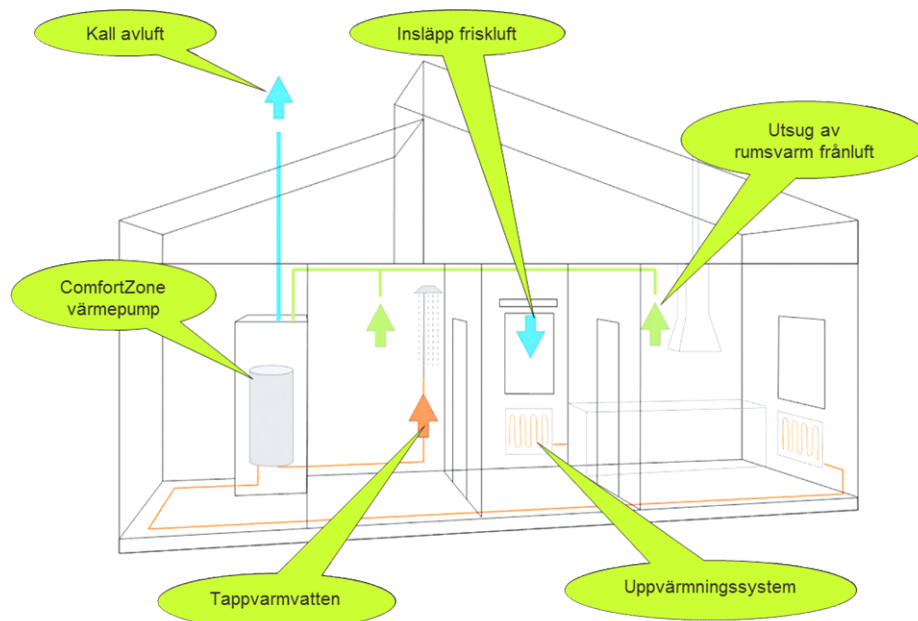 Kall avluft
Insläpp friskluft
Utsug av
rumsvarm frånluft
ComfortZone
värmepump
Tappvarmvatten
Uppvärmningssystem